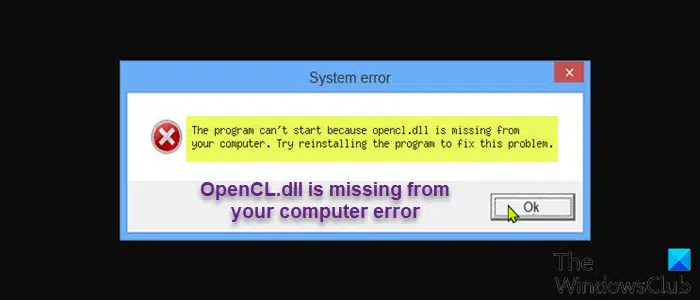 System error
The program can't start because opencl.dll is missing from
your computer. Try reinstalling the program to fix this problem.
OpenCL.dll is missing from
your computer error
Ok
The
WindowsClub